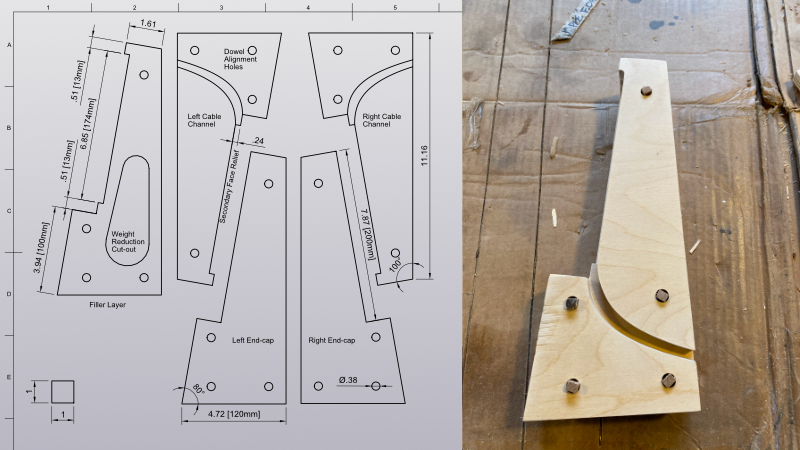 1 2 3 4 5
A
B
C
D
E
1.61
.51 [13mm]
6.85 [174mm]
.51 [13mm]
3.94 [100mm]
Weight
Reduction
Cut-out
Filler Layer
1
1
Dowel
Alignment
Holes
Left Cable
Channel
Right Cable
Channel
.24
Secondary Face Relief
11.16
7.87 [200mm]
100°
Left End-cap
Right End-cap
Ø.38
80°
4.72 [120mm]